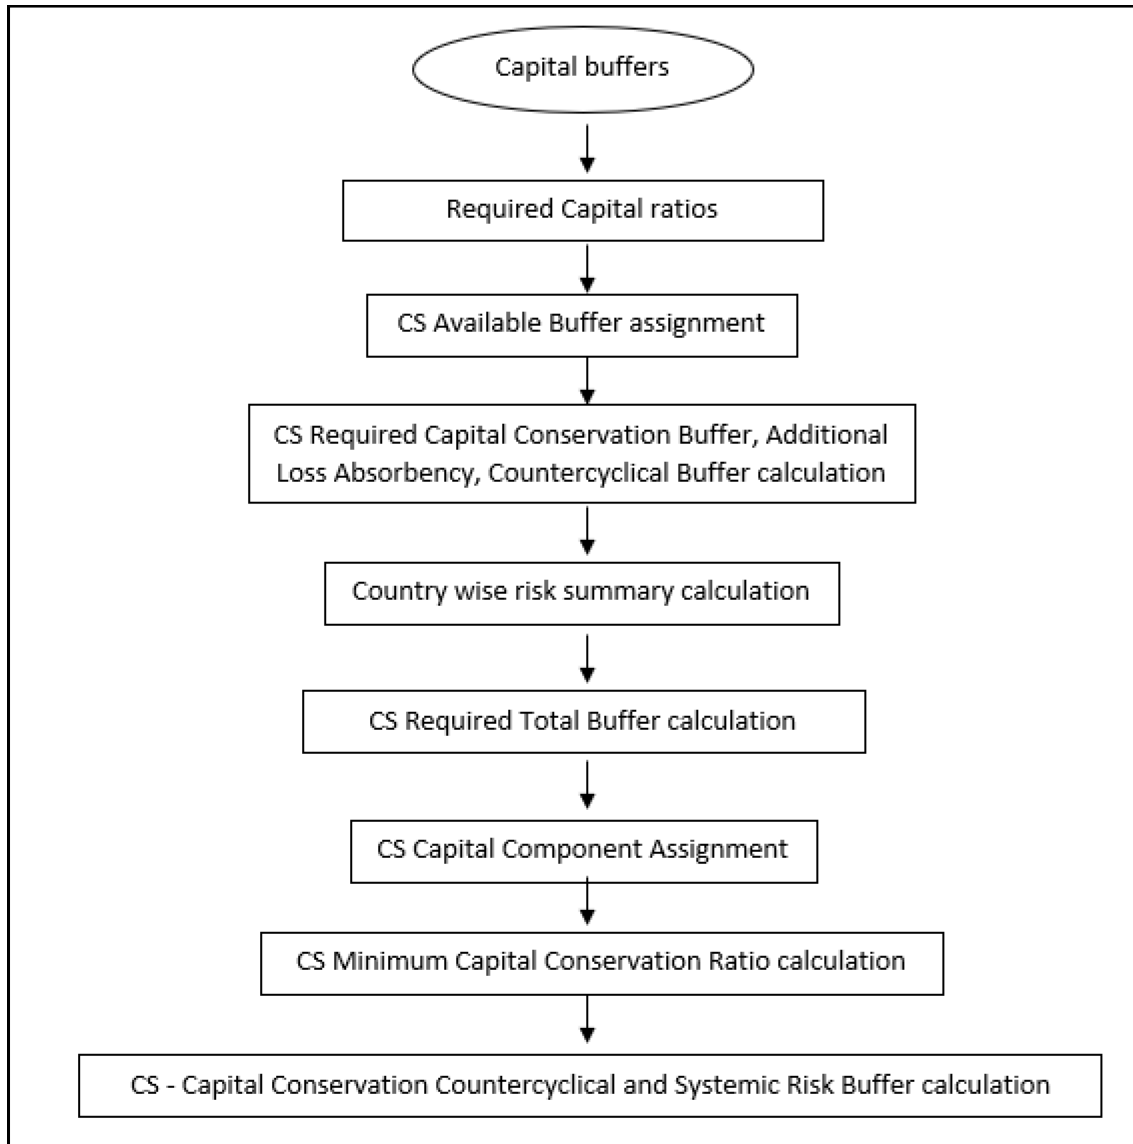 Capital buffers
Required Capital ratios
CS Available Buffer assignment
CS Required Capital Conservation Buffer, Additional
Loss Absorbency, Countercyclical Buffer calculation
Country wise risk summary calculation
CS Required Total Buffer calculation
CS Capital Component Assignment
CS Minimum Capital Conservation Ratio calculation
CS - Capital Conservation Countercyclical and Systemic Risk Buffer calculation